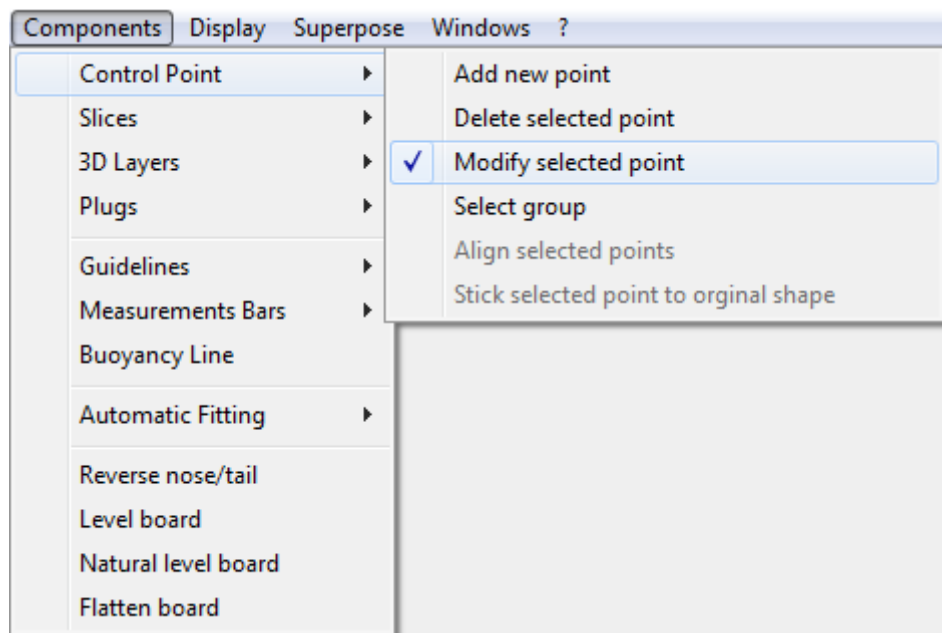 Components Display Superpose Windows ?
Control Point
Slices
3D Layers
Plugs
Guidelines
Measurements Bars
Buoyancy Line
Automatic Fitting
Reverse nose/tail
Level board
Natural level board
Flatten board
Add new point
Delete selected point
Modify selected point
Select group
Align selected points
Stick selected point to orginal shape